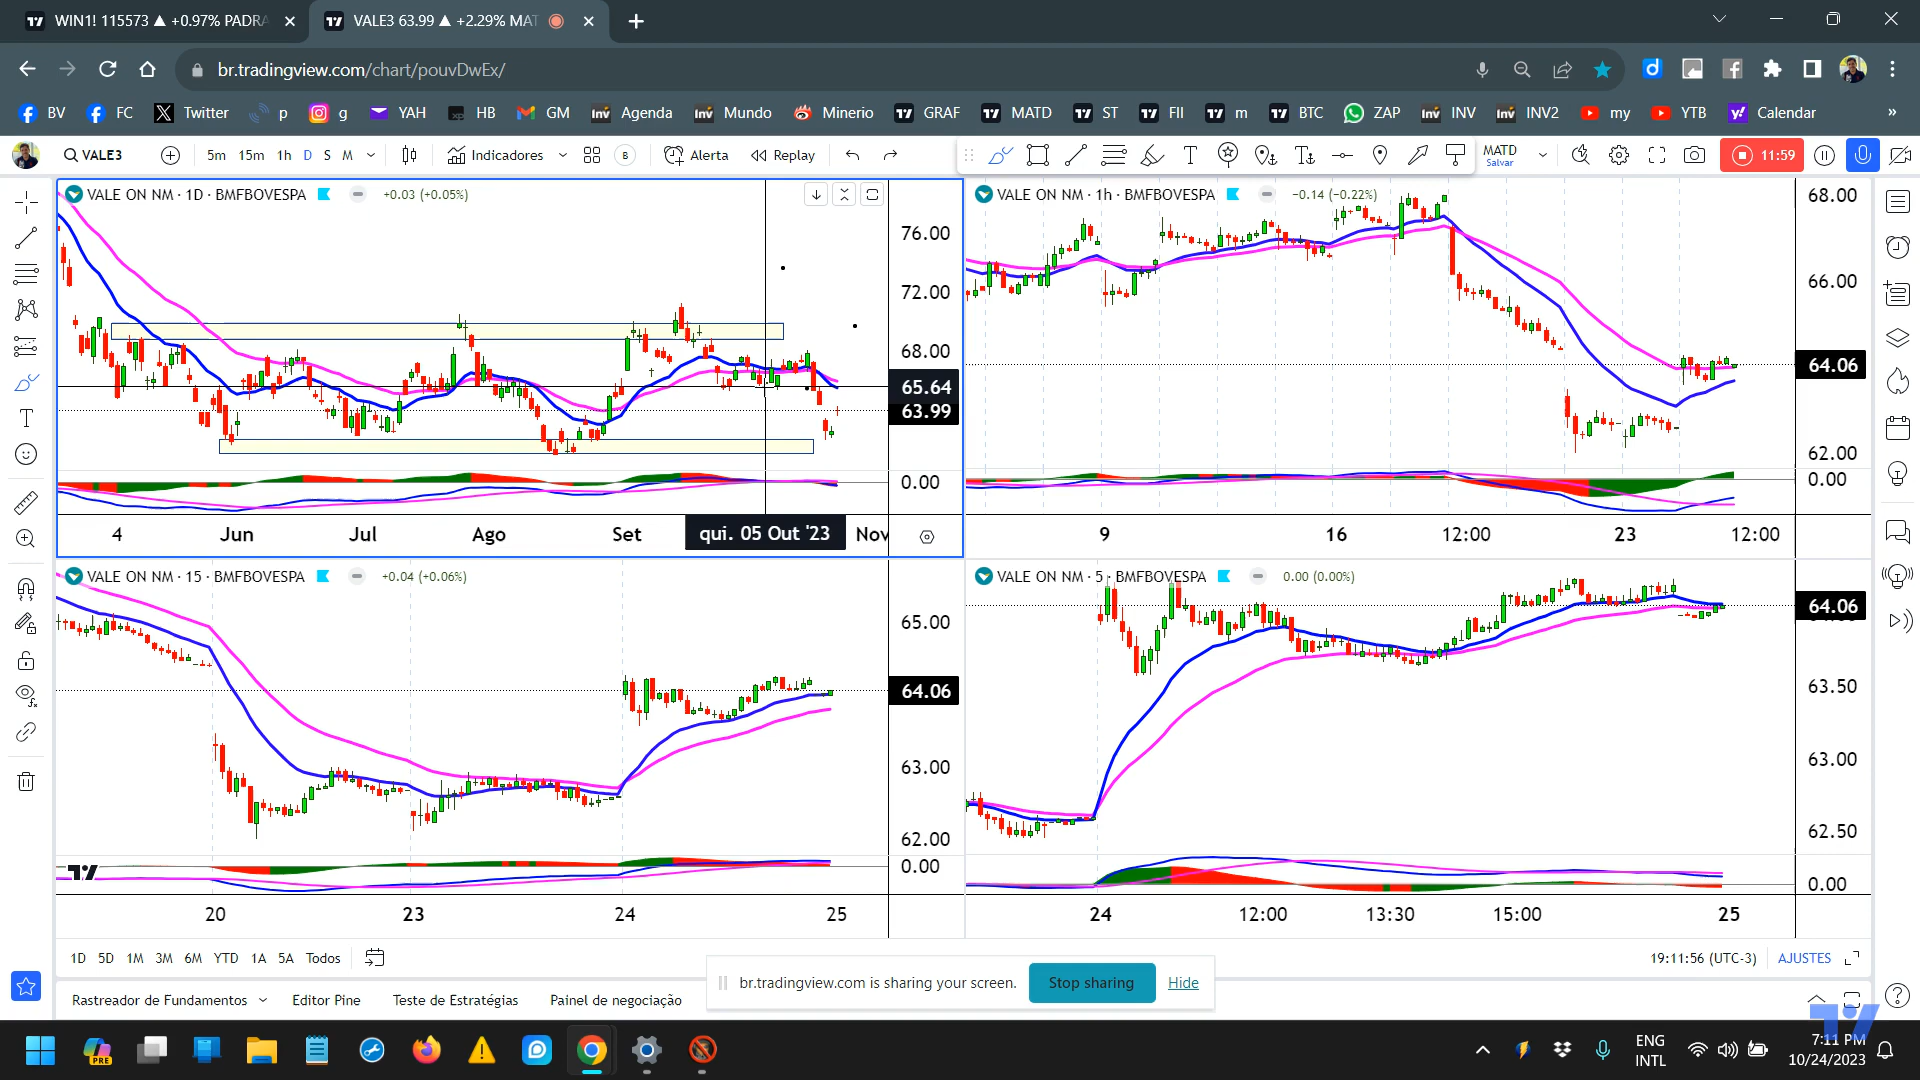 WIN1! 115573 ▲ +0.97% PADRA
VALE3 63.99 ▲ +2.29% MAT
br.tradingview.com/chart/pouvDwEx/
BV FC Twitter p g YAH HB GM Agenda Mundo Minerio GRAF MATD ST FII m BTC ZAP INV INV2 my YTB Calendar »
VALE3 5m 15m 1h D S M Indicadores B Alerta Replay MATD 11:59
Salvar
VALE ON NM · 1D · BMFBOVESPA +0.03 (+0.05%)
76.00
72.00
68.00
65.64
63.99
0.00
4 Jun Jul Ago Set qui. 05 Out '23 Nov
VALE ON NM · 1h · BMFBOVESPA −0.14 (−0.22%)
68.00
66.00
64.06
62.00
0.00
9 16 12:00 23 12:00
VALE ON NM · 15 · BMFBOVESPA +0.04 (+0.06%)
65.00
64.06
63.00
62.00
0.00
20 23 24 25
VALE ON NM · 5 · BMFBOVESPA 0.00 (0.00%)
64.06
63.50
63.00
62.50
0.00
24 12:00 13:30 15:00 25
1D 5D 1M 3M 6M YTD 1A 5A Todos
19:11:56 (UTC-3) AJUSTES
br.tradingview.com is sharing your screen. Stop sharing Hide
Rastreador de Fundamentos Editor Pine Teste de Estratégias Painel de negociação
PRE
ENG
INTL
7:11 PM
10/24/2023